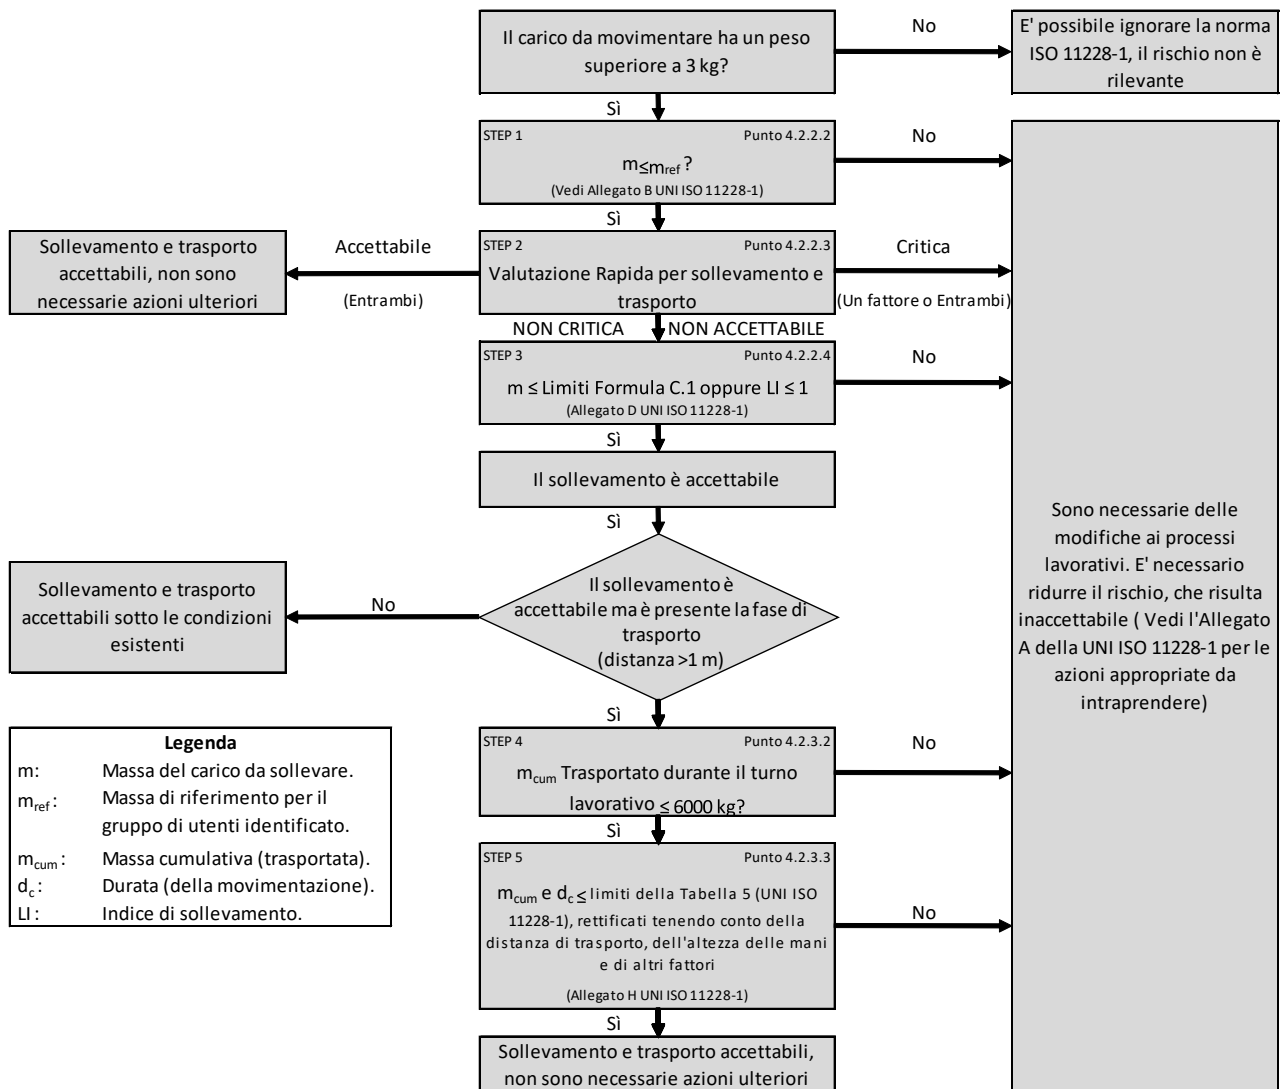 Il carico da movimentare ha un peso
superiore a 3 kg?
No
E' possibile ignorare la norma
ISO 11228-1, il rischio non è
rilevante
Sì
STEP 1 Punto 4.2.2.2
m≤mref ?
(Vedi Allegato B UNI ISO 11228-1)
No
Sì
Sollevamento e trasporto
accettabili, non sono
necessarie azioni ulteriori
Accettabile
(Entrambi)
STEP 2 Punto 4.2.2.3
Valutazione Rapida per sollevamento e
trasporto
Critica
(Un fattore o Entrambi)
NON CRITICA NON ACCETTABILE
STEP 3 Punto 4.2.2.4
m ≤ Limiti Formula C.1 oppure LI ≤ 1
(Allegato D UNI ISO 11228-1)
No
Sì
Il sollevamento è accettabile
Sì
Sono necessarie delle
modifiche ai processi
lavorativi. E' necessario
ridurre il rischio, che risulta
inaccettabile ( Vedi l'Allegato
A della UNI ISO 11228-1 per le
azioni appropriate da
intraprendere)
Sollevamento e trasporto
accettabili sotto le condizioni
esistenti
No
Il sollevamento è
accettabile ma è presente la fase di
trasporto
(distanza >1 m)
Sì
Legenda
m: Massa del carico da sollevare.
mref : Massa di riferimento per il
gruppo di utenti identificato.
mcum : Massa cumulativa (trasportata).
dc : Durata (della movimentazione).
LI : Indice di sollevamento.
STEP 4 Punto 4.2.3.2
mcum Trasportato durante il turno
lavorativo ≤ 6000 kg?
No
Sì
STEP 5 Punto 4.2.3.3
mcum e dc ≤ limiti della Tabella 5 (UNI ISO
11228-1), rettificati tenendo conto della
distanza di trasporto, dell'altezza delle mani
e di altri fattori
(Allegato H UNI ISO 11228-1)
No
Sì
Sollevamento e trasporto accettabili,
non sono necessarie azioni ulteriori